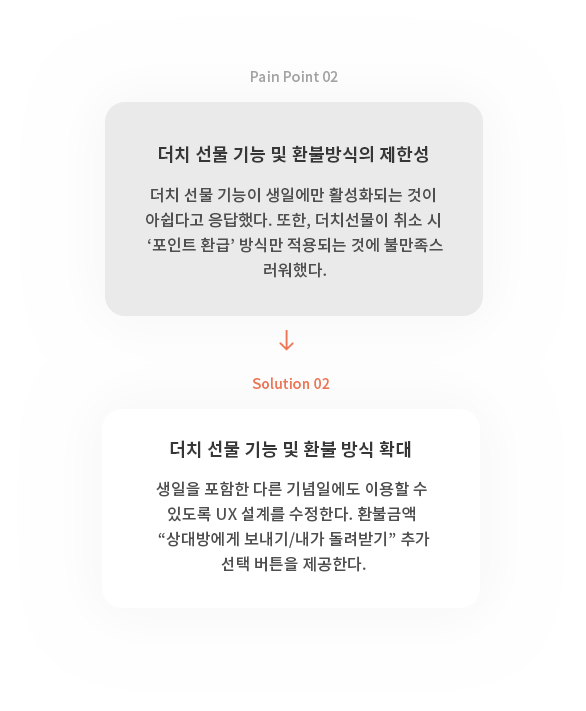 Pain Point 02
더치 선물 기능 및 환불방식의 제한성
더치 선물 기능이 생일에만 활성화되는 것이
아쉽다고 응답했다. 또한, 더치선물이 취소 시
‘포인트 환급’ 방식만 적용되는 것에 불만족스
러워했다.
↓
Solution 02
더치 선물 기능 및 환불 방식 확대
생일을 포함한 다른 기념일에도 이용할 수
있도록 UX 설계를 수정한다. 환불금액
“상대방에게 보내기/내가 돌려받기” 추가
선택 버튼을 제공한다.